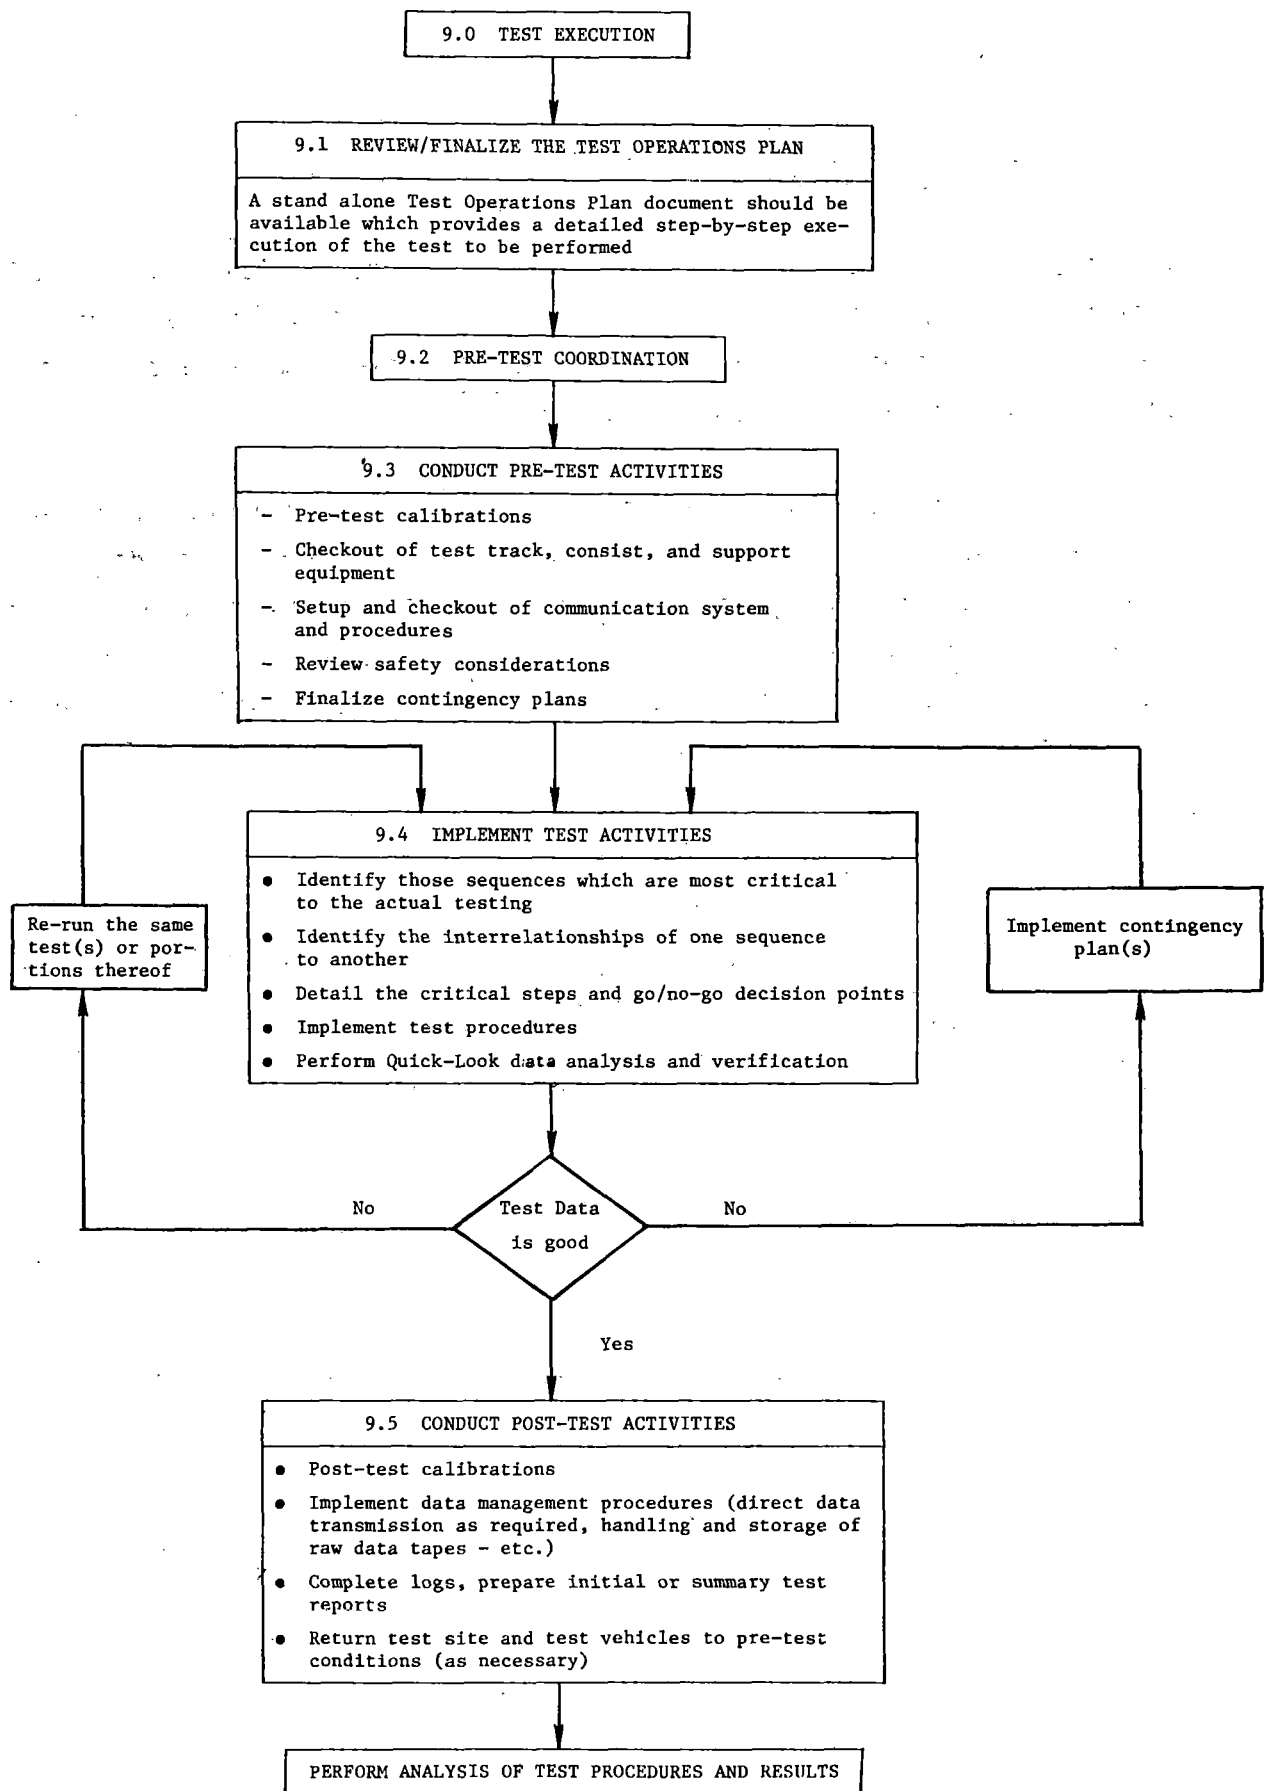 9.0 TEST EXECUTION
9.1 REVIEW/FINALIZE THE TEST OPERATIONS PLAN
A stand alone Test Operations Plan document should be
available which provides a detailed step-by-step exe-
cution of the test to be performed
9.2 PRE-TEST COORDINATION
9.3 CONDUCT PRE-TEST ACTIVITIES
- Pre-test calibrations
- Checkout of test track, consist, and support
equipment
- Setup and checkout of communication system
and procedures
- Review safety considerations
- Finalize contingency plans
9.4 IMPLEMENT TEST ACTIVITIES
● Identify those sequences which are most critical
to the actual testing
● Identify the interrelationships of one sequence
to another
● Detail the critical steps and go/no-go decision points
● Implement test procedures
● Perform Quick-Look data analysis and verification
Re-run the same
test(s) or por-
tions thereof
Implement contingency
plan(s)
No
Test Data
is good
No
Yes
9.5 CONDUCT POST-TEST ACTIVITIES
● Post-test calibrations
● Implement data management procedures (direct data
transmission as required, handling and storage of
raw data tapes - etc.)
● Complete logs, prepare initial or summary test
reports
● Return test site and test vehicles to pre-test
conditions (as necessary)
PERFORM ANALYSIS OF TEST PROCEDURES AND RESULTS